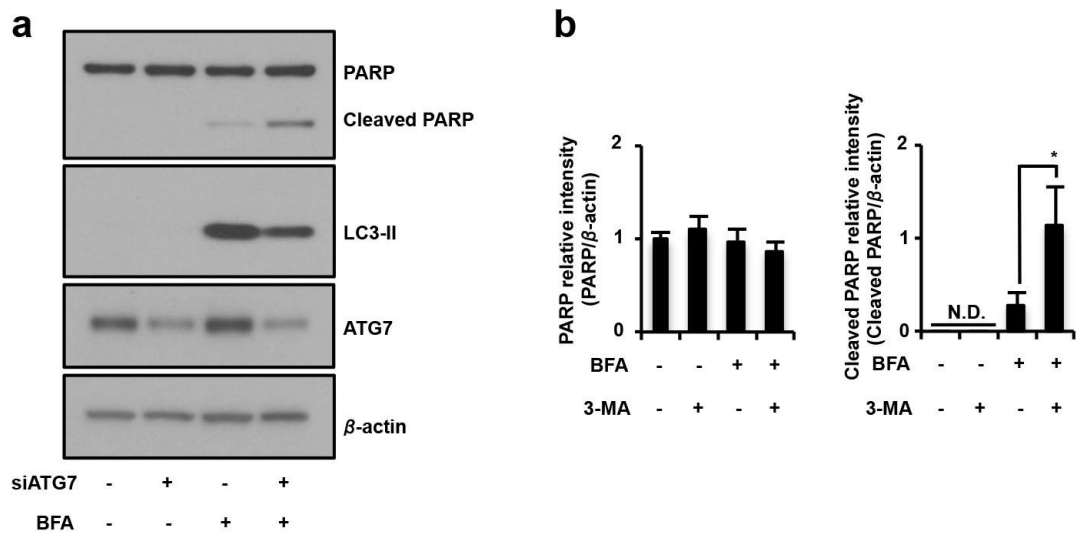 a
PARP
Cleaved PARP
LC3-II
ATG7
β-actin
siATG7 - + - +
BFA - - + +
b
PARP relative intensity
(PARP/β-actin)
2
1
0
BFA - - + +
3-MA - + - +
Cleaved PARP relative intensity
(Cleaved PARP/β-actin)
2
1
0
N.D.
*
BFA - - + +
3-MA - + - +